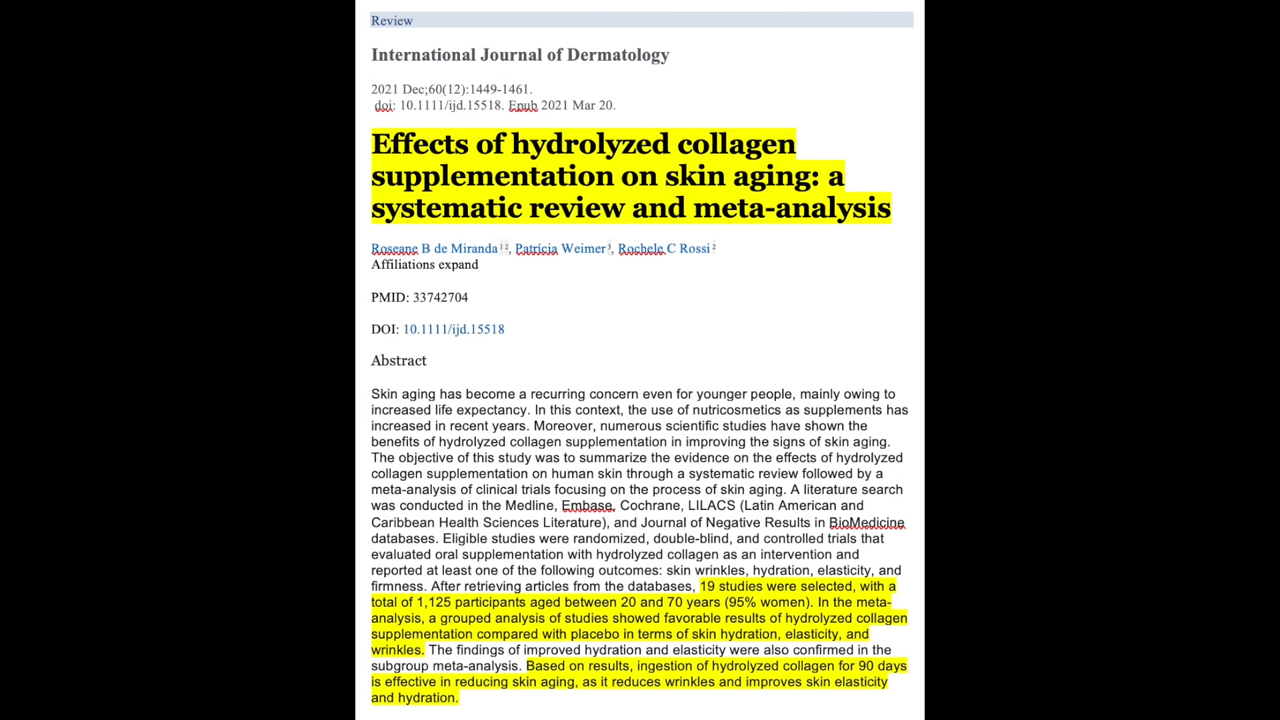 Review
International Journal of Dermatology
2021 Dec;60(12):1449-1461.
doi: 10.1111/ijd.15518. Epub 2021 Mar 20.
Effects of hydrolyzed collagen
supplementation on skin aging: a
systematic review and meta-analysis
Roseane B de Miranda 1 2, Patrícia Weimer 3, Rochele C Rossi 2
Affiliations expand
PMID: 33742704
DOI: 10.1111/ijd.15518
Abstract
Skin aging has become a recurring concern even for younger people, mainly owing to
increased life expectancy. In this context, the use of nutricosmetics as supplements has
increased in recent years. Moreover, numerous scientific studies have shown the
benefits of hydrolyzed collagen supplementation in improving the signs of skin aging.
The objective of this study was to summarize the evidence on the effects of hydrolyzed
collagen supplementation on human skin through a systematic review followed by a
meta-analysis of clinical trials focusing on the process of skin aging. A literature search
was conducted in the Medline, Embase, Cochrane, LILACS (Latin American and
Caribbean Health Sciences Literature), and Journal of Negative Results in BioMedicine
databases. Eligible studies were randomized, double-blind, and controlled trials that
evaluated oral supplementation with hydrolyzed collagen as an intervention and
reported at least one of the following outcomes: skin wrinkles, hydration, elasticity, and
firmness. After retrieving articles from the databases, 19 studies were selected, with a
total of 1,125 participants aged between 20 and 70 years (95% women). In the meta-
analysis, a grouped analysis of studies showed favorable results of hydrolyzed collagen
supplementation compared with placebo in terms of skin hydration, elasticity, and
wrinkles. The findings of improved hydration and elasticity were also confirmed in the
subgroup meta-analysis. Based on results, ingestion of hydrolyzed collagen for 90 days
is effective in reducing skin aging, as it reduces wrinkles and improves skin elasticity
and hydration.